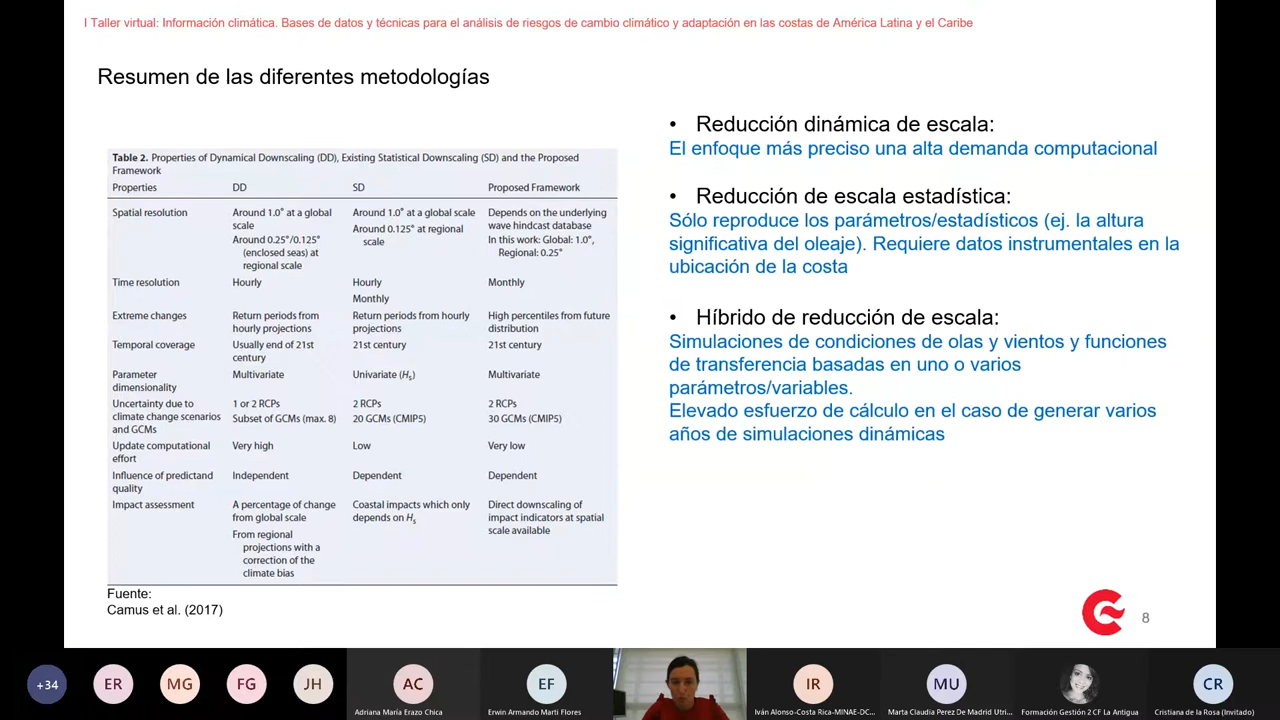 I Taller virtual: Información climática. Bases de datos y técnicas para el análisis de riesgos de cambio climático y adaptación en las costas de América Latina y el Caribe
Resumen de las diferentes metodologías
Table 2. Properties of Dynamical Downscaling (DD), Existing Statistical Downscaling (SD) and the Proposed
Framework
Properties DD SD Proposed Framework
Spatial resolution Around 1.0° at a global scale Around 1.0° at a global scale Depends on the underlying wave hindcast database
Around 0.25°/0.125° (enclosed seas) at regional scale Around 0.125° at regional scale In this work: Global: 1.0°, Regional: 0.25°
Time resolution Hourly Hourly Monthly
Monthly
Extreme changes Return periods from hourly projections Return periods from hourly projections High percentiles from future distribution
Temporal coverage Usually end of 21st century 21st century 21st century
Parameter dimensionality Multivariate Univariate (Hs) Multivariate
Uncertainty due to climate change scenarios and GCMs 1 or 2 RCPs 2 RCPs 2 RCPs
Subset of GCMs (max. 8) 20 GCMs (CMIP5) 30 GCMs (CMIP5)
Update computational effort Very high Low Very low
Influence of predictand quality Independent Dependent Dependent
Impact assessment A percentage of change from global scale Coastal impacts which only depends on Hs Direct downscaling of impact indicators at spatial scale available
From regional projections with a correction of the climate bias
Fuente:
Camus et al. (2017)
• Reducción dinámica de escala:
El enfoque más preciso una alta demanda computacional
• Reducción de escala estadística:
Sólo reproduce los parámetros/estadísticos (ej. la altura
significativa del oleaje). Requiere datos instrumentales en la
ubicación de la costa
• Híbrido de reducción de escala:
Simulaciones de condiciones de olas y vientos y funciones
de transferencia basadas en uno o varios
parámetros/variables.
Elevado esfuerzo de cálculo en el caso de generar varios
años de simulaciones dinámicas
8
+34 ER MG FG JH AC EF IR MU CR
Adriana María Erazo Chica
Erwin Armando Marti Flores
Iván Alonso-Costa Rica-MINAE-DC...
Marta Claudia Perez De Madrid Utri...
Formación Gestión 2 CF La Antigua
Cristiana de la Rosa (Invitado)